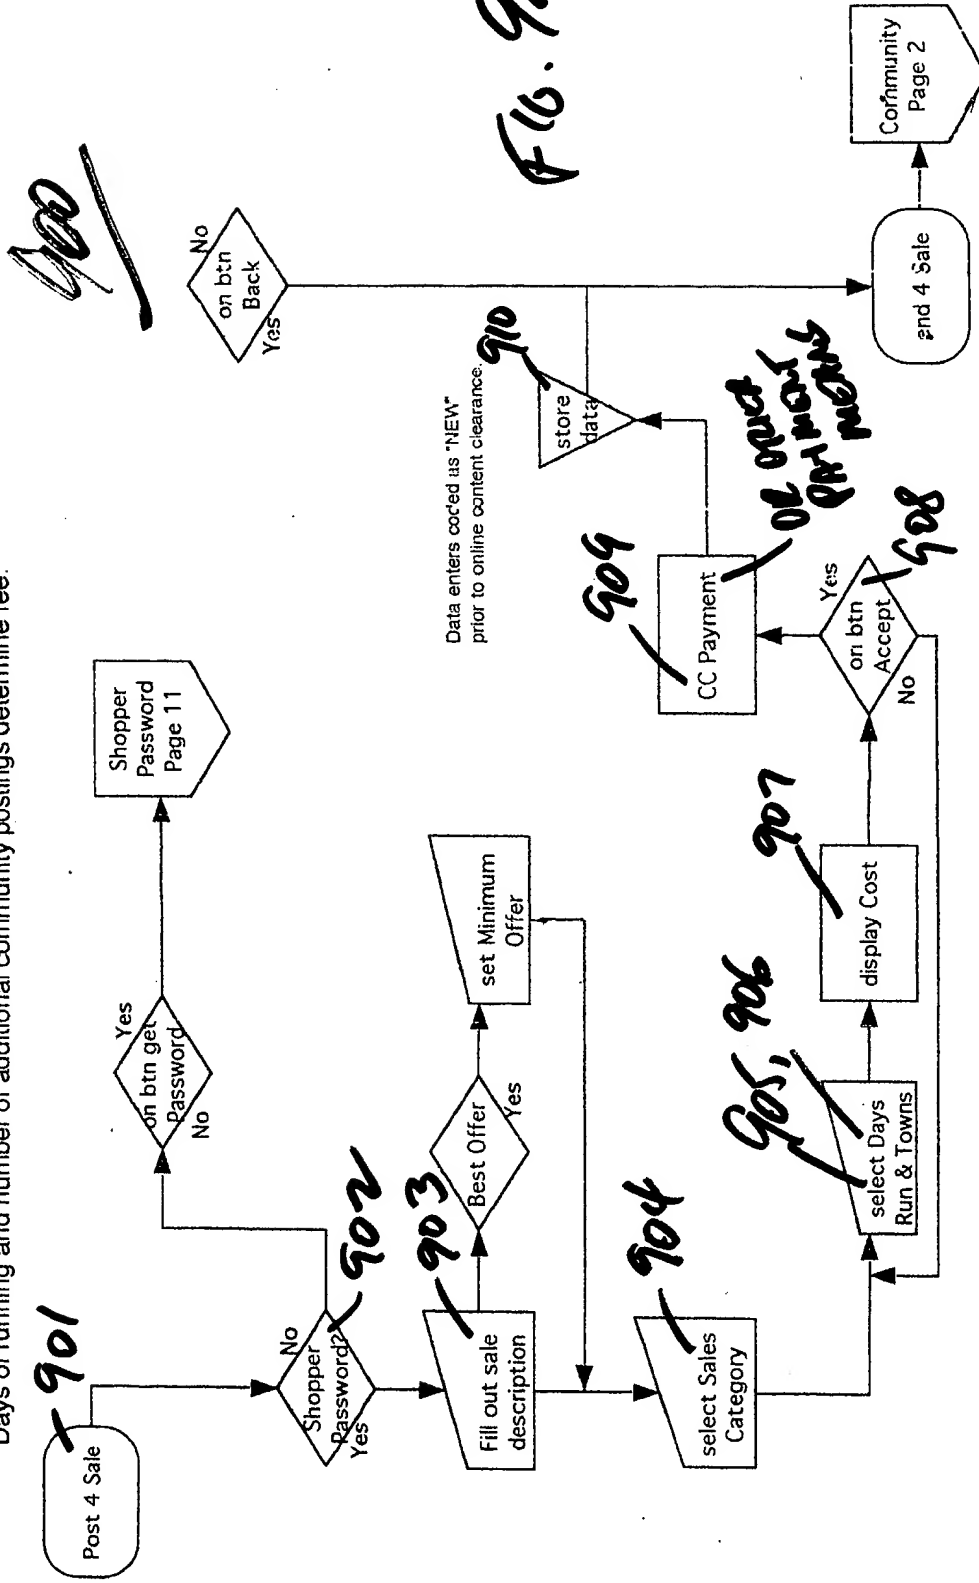 Days of running and number of additional community postings determine fee.
900
Post 4 Sale
901
Shopper
Password?
No
Yes
902
on btn get
Password
Yes
No
Shopper
Password
Page 11
on btn
Back
No
Yes
Fill out sale
description
903
Best Offer
Yes
set Minimum
Offer
Data enters coded as "NEW"
prior to online content clearance.
store
data
910
FIG. 9
select Sales
Category
904
select Days
Run & Towns
905, 906
display Cost
907
on btn
Accept
Yes
No
908
CC Payment
909
OR OTHER
PAYMENT
MEANS
end 4 Sale
Community
Page 2